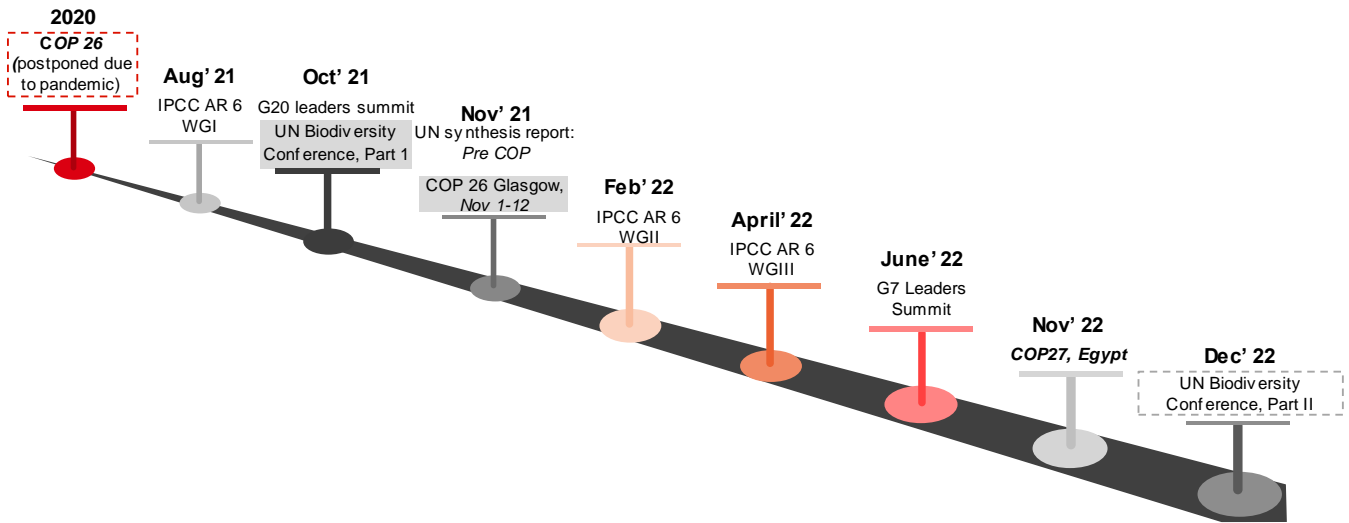 2020
COP 26
(postponed due
to pandemic)
Aug’ 21
IPCC AR 6
WGI
Oct’ 21
G20 leaders summit
UN Biodiversity
Conference, Part 1
Nov’ 21
UN synthesis report:
Pre COP
COP 26 Glasgow,
Nov 1-12
Feb’ 22
IPCC AR 6
WGII
April’ 22
IPCC AR 6
WGIII
June’ 22
G7 Leaders
Summit
Nov’ 22
COP27, Egypt
Dec’ 22
UN Biodiversity
Conference, Part II